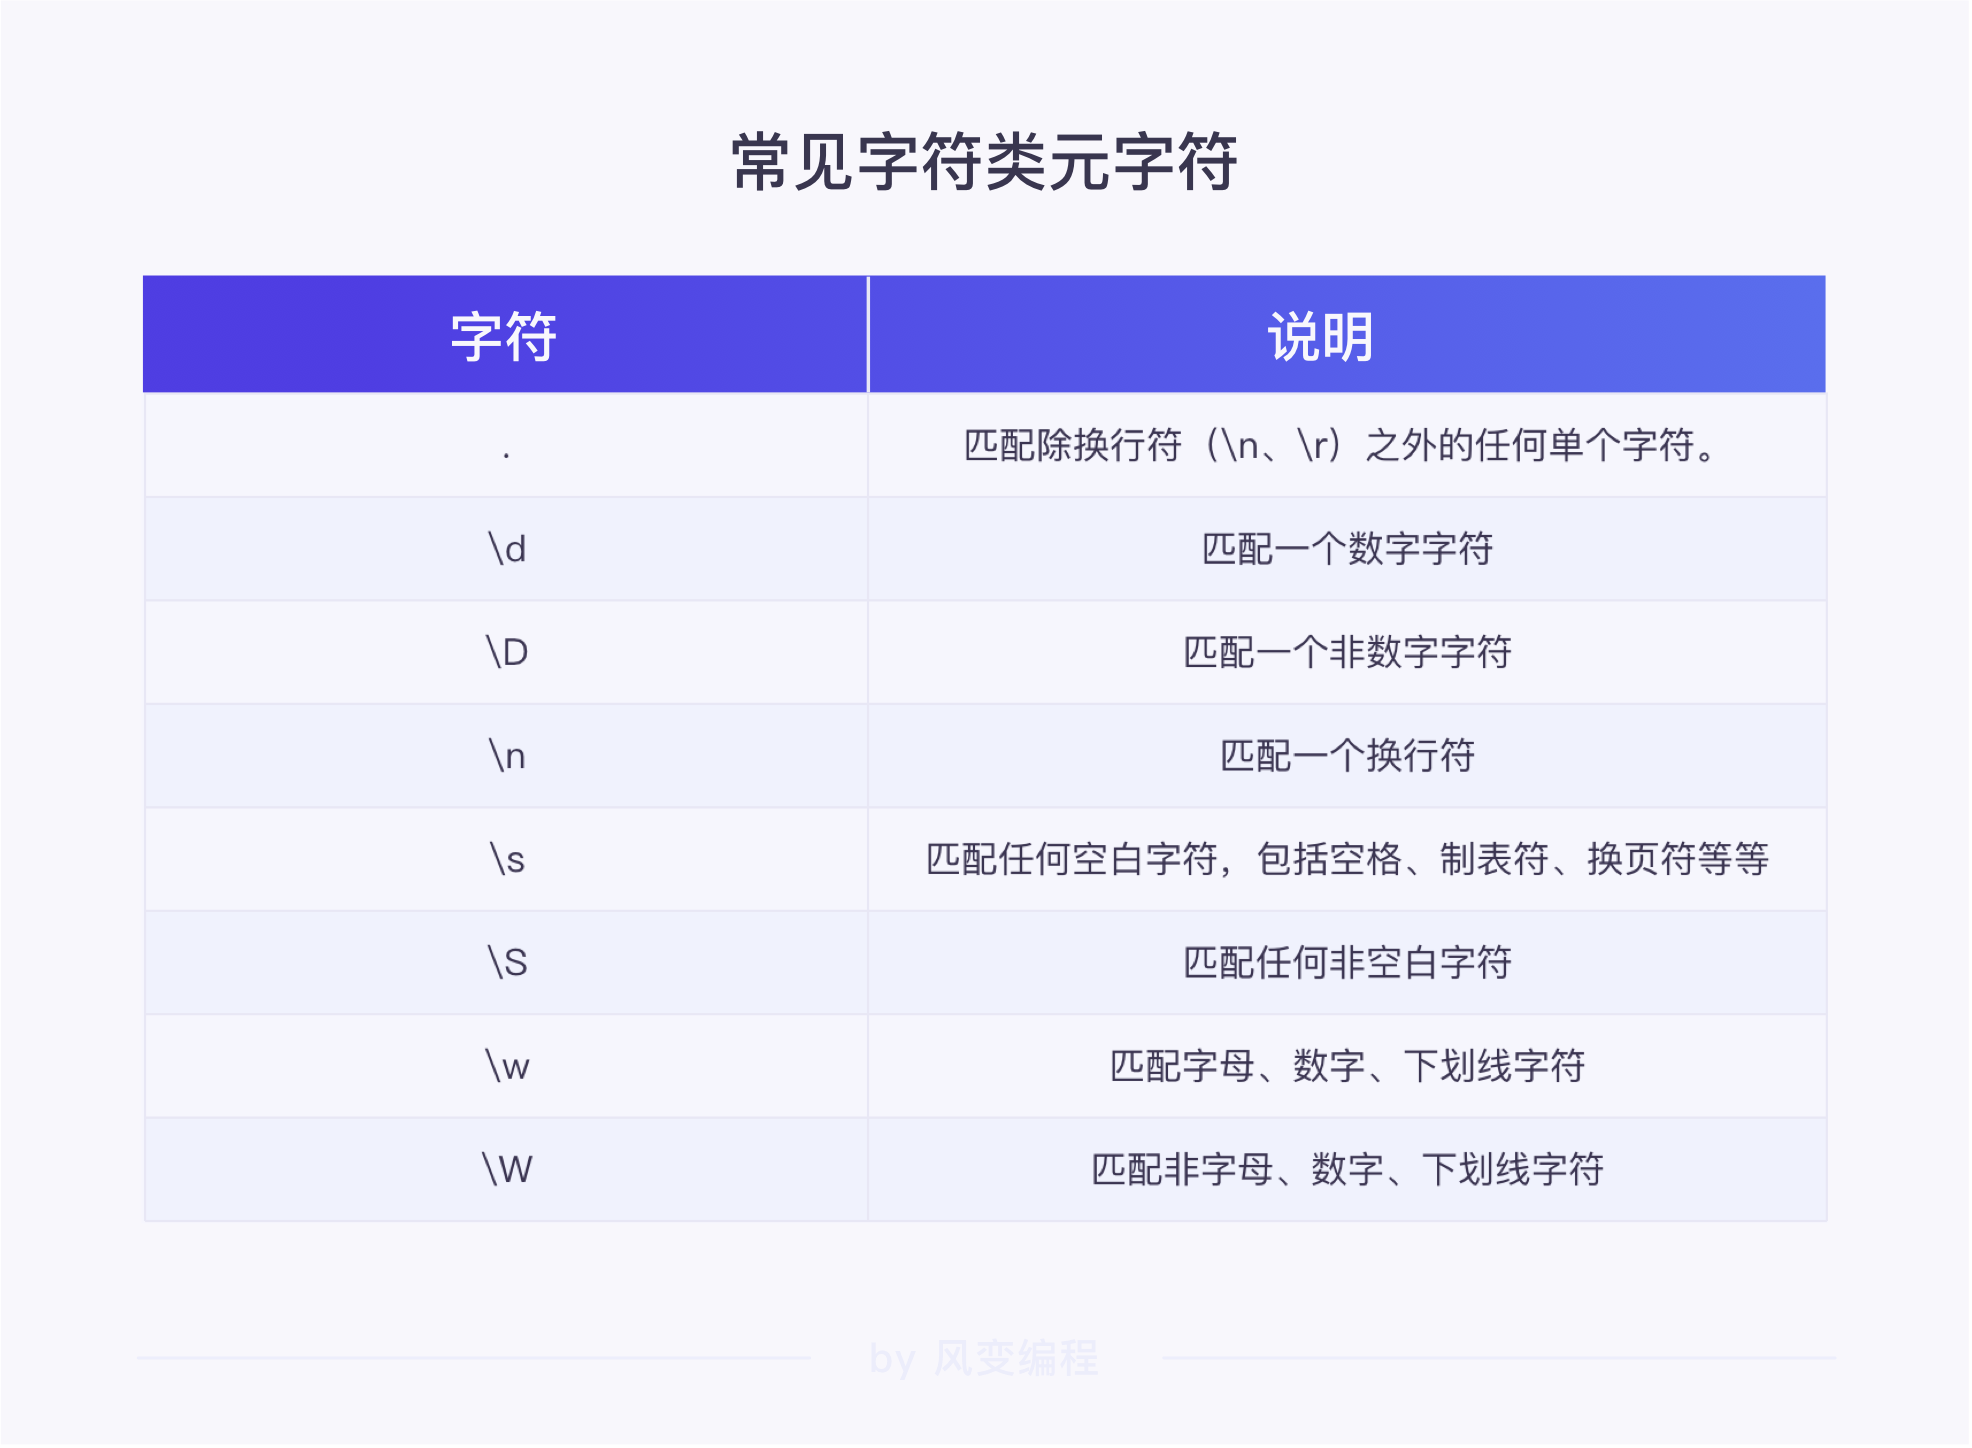 常见字符类元字符
字符 说明
. 匹配除换行符（\n、\r）之外的任何单个字符。
\d 匹配一个数字字符
\D 匹配一个非数字字符
\n 匹配一个换行符
\s 匹配任何空白字符，包括空格、制表符、换页符等等
\S 匹配任何非空白字符
\w 匹配字母、数字、下划线字符
\W 匹配非字母、数字、下划线字符
by 风变编程